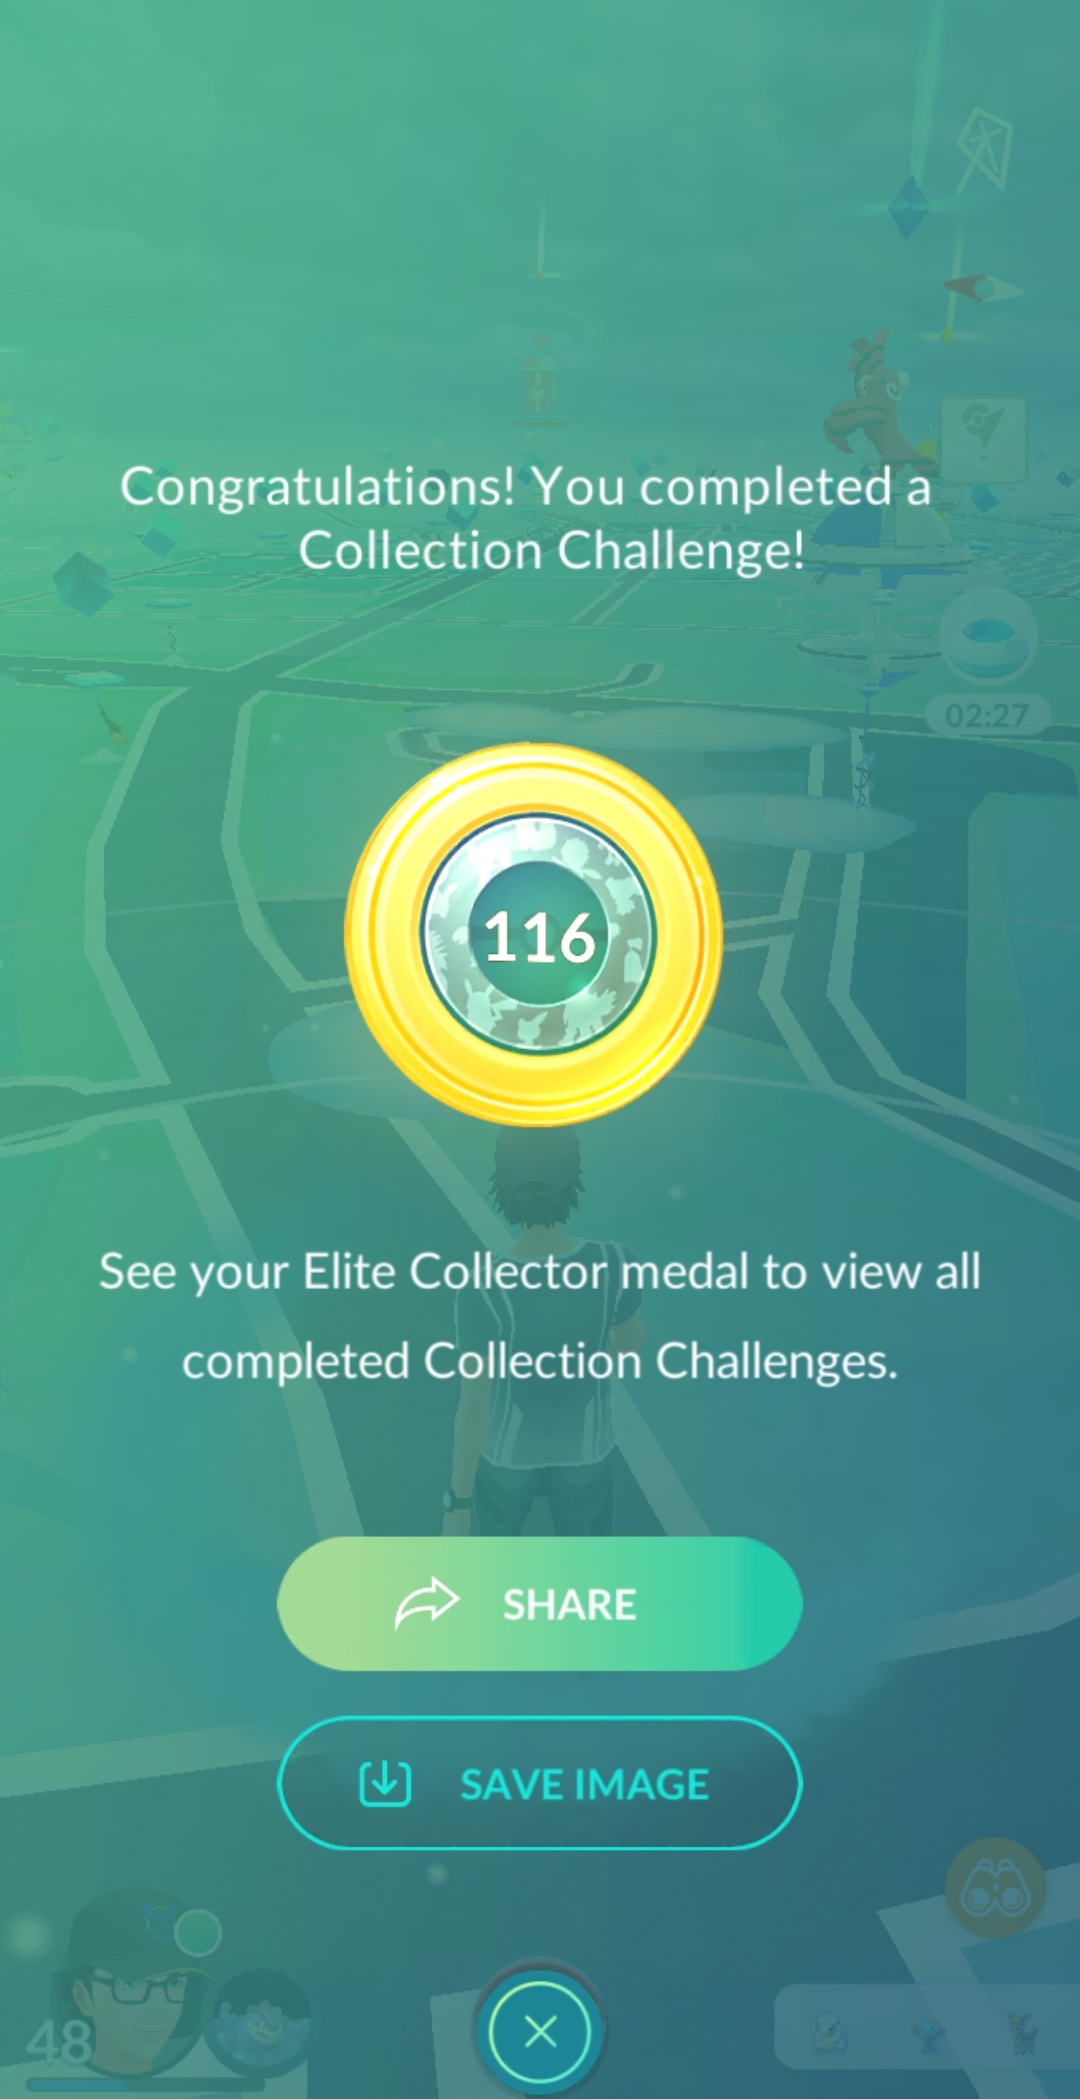 Congratulations! You completed a
Collection Challenge!
02:27
116
See your Elite Collector medal to view all
completed Collection Challenges.
SHARE
SAVE IMAGE
48